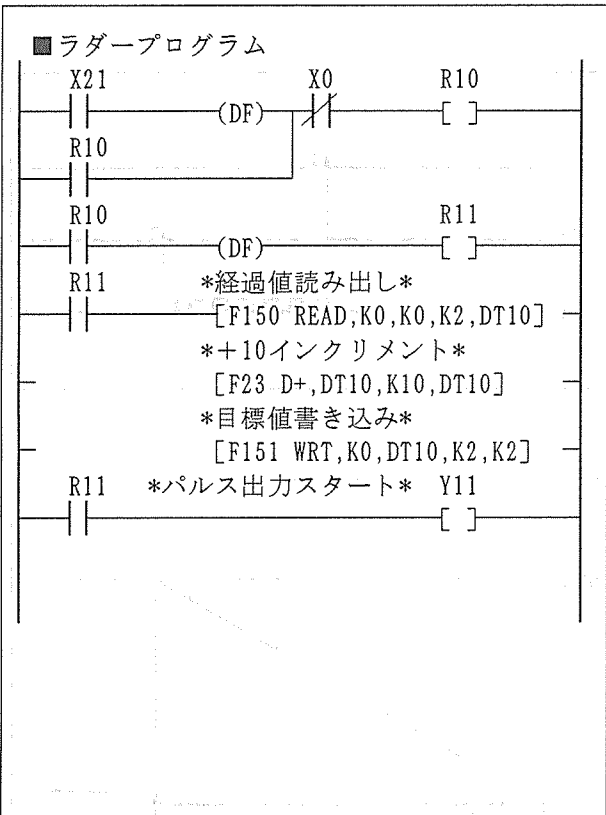 ■ラダープログラム
X21 X0 R10
(DF) [ ]
R10
R10 R11
(DF) [ ]
R11 *経過値読み出し*
[F150 READ,K0,K0,K2,DT10]
*+10インクリメント*
[F23 D+,DT10,K10,DT10]
*目標値書き込み*
[F151 WRT,K0,DT10,K2,K2]
R11 *パルス出力スタート* Y11
[ ]